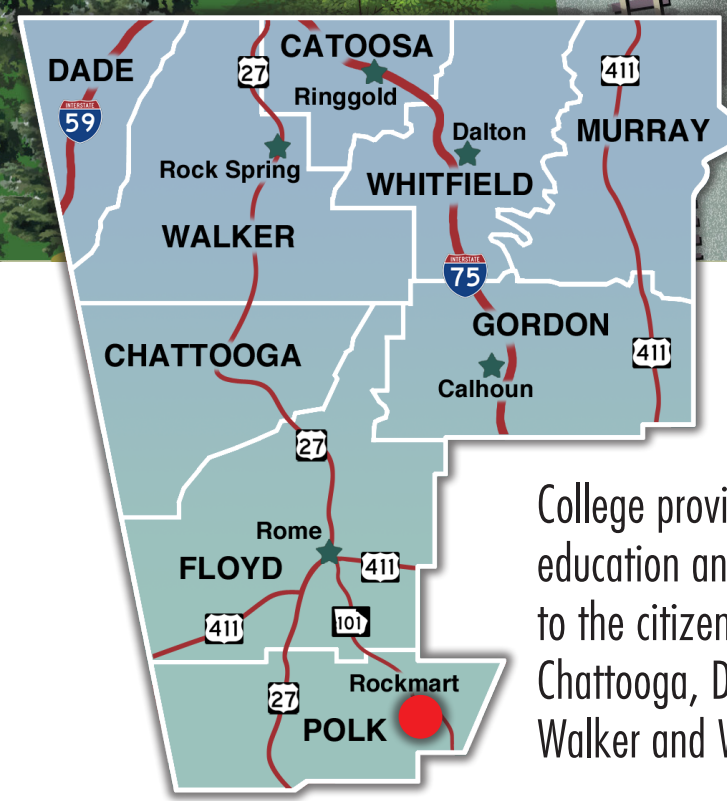 DADE
CATOOSA
27
411
Ringgold
INTERSTATE
59
Dalton
MURRAY
Rock Spring
WHITFIELD
WALKER
INTERSTATE
75
GORDON
CHATTOOGA
411
Calhoun
27
Rome
FLOYD
411
411
101
27
Rockmart
POLK
College provi
education an
to the citizen
Chattooga, D
Walker and